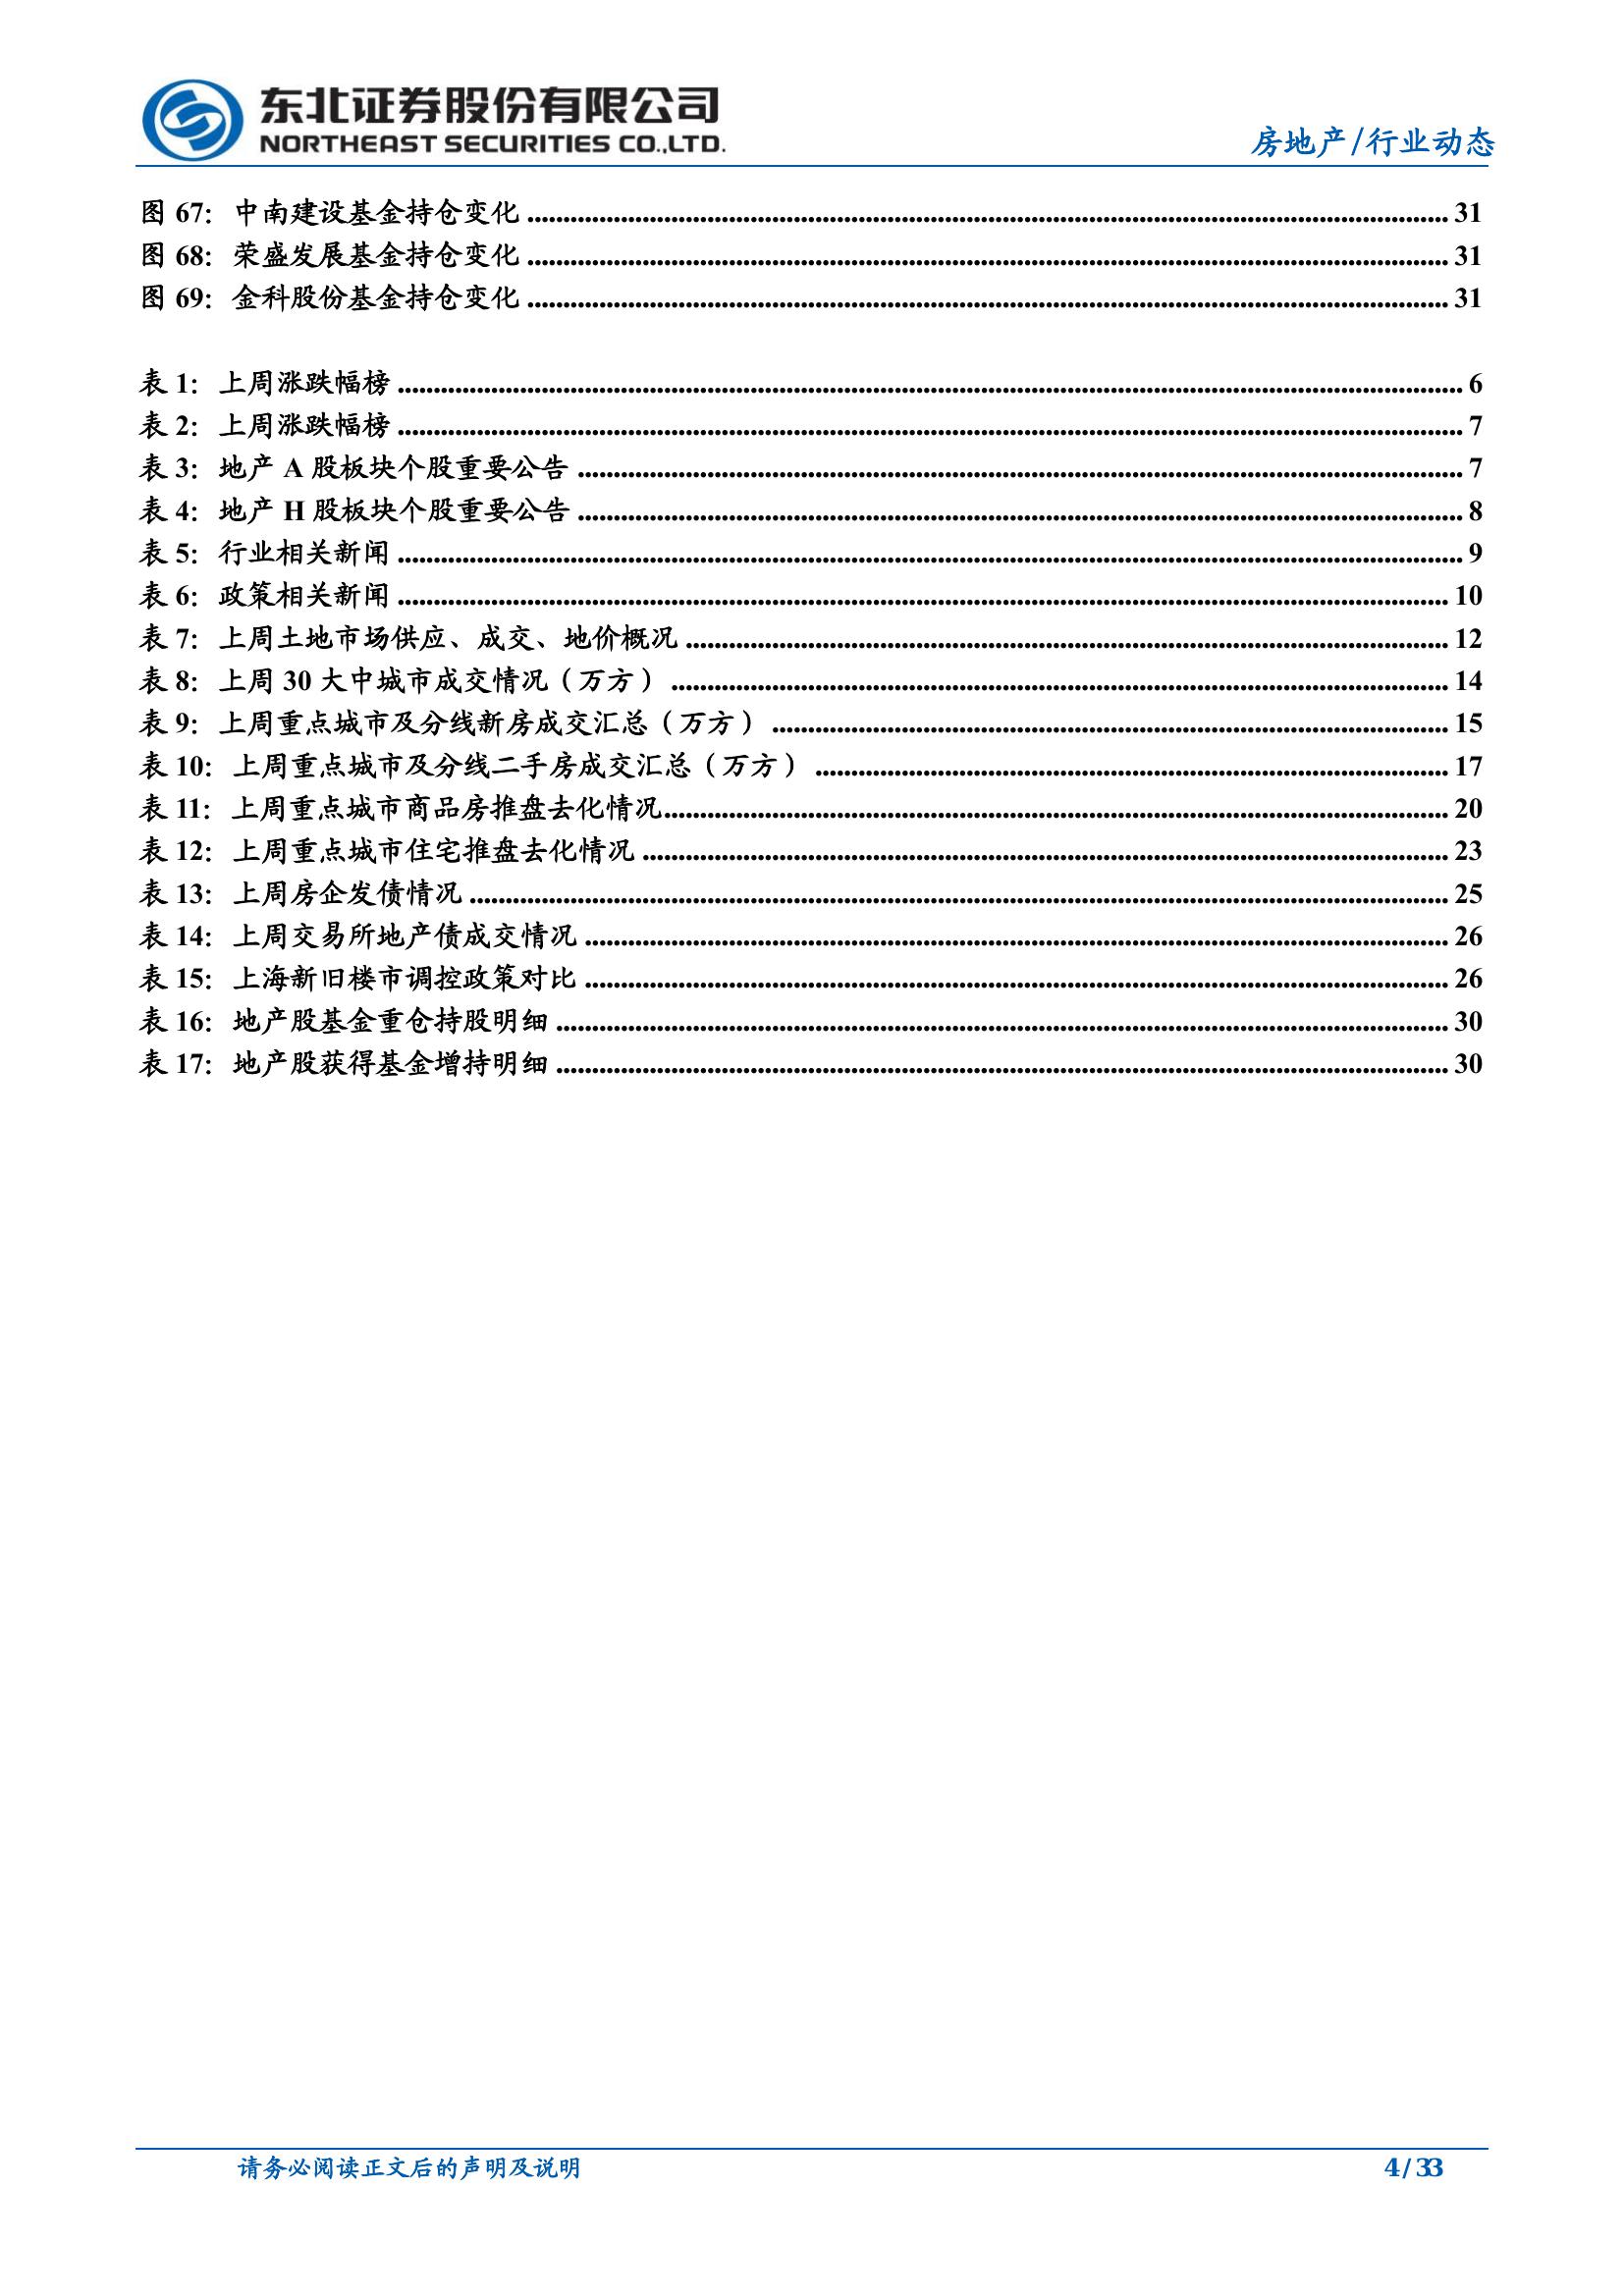 东北证券股份有限公司
NORTHEAST SECURITIES CO.,LTD.
房地产/行业动态
图 67：中南建设基金持仓变化 31
图 68：荣盛发展基金持仓变化 31
图 69：金科股份基金持仓变化 31
表 1：上周涨跌幅榜 6
表 2：上周涨跌幅榜 7
表 3：地产 A 股板块个股重要公告 7
表 4：地产 H 股板块个股重要公告 8
表 5：行业相关新闻 9
表 6：政策相关新闻 10
表 7：上周土地市场供应、成交、地价概况 12
表 8：上周 30 大中城市成交情况（万方） 14
表 9：上周重点城市及分线新房成交汇总（万方） 15
表 10：上周重点城市及分线二手房成交汇总（万方） 17
表 11：上周重点城市商品房推盘去化情况 20
表 12：上周重点城市住宅推盘去化情况 23
表 13：上周房企发债情况 25
表 14：上周交易所地产债成交情况 26
表 15：上海新旧楼市调控政策对比 26
表 16：地产股基金重仓持股明细 30
表 17：地产股获得基金增持明细 30
请务必阅读正文后的声明及说明
4 / 33